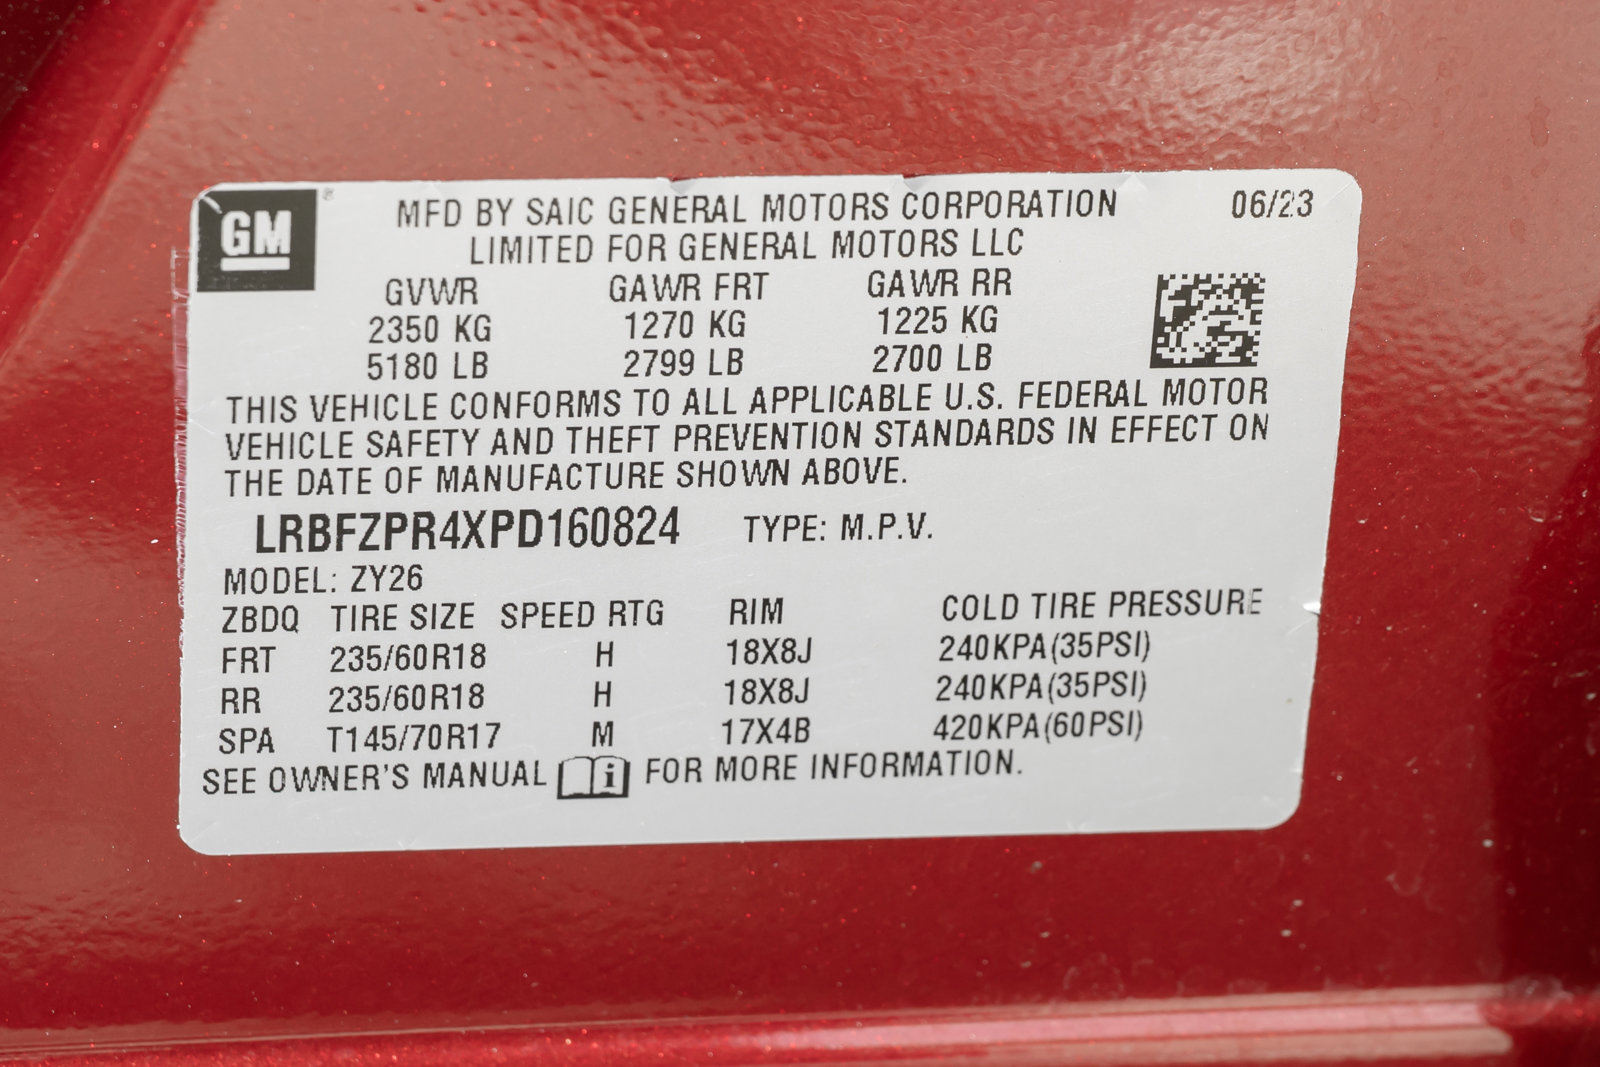 GM
MFD BY SAIC GENERAL MOTORS CORPORATION 06/23
LIMITED FOR GENERAL MOTORS LLC
GVWR GAWR FRT GAWR RR
2350 KG 1270 KG 1225 KG
5180 LB 2799 LB 2700 LB
THIS VEHICLE CONFORMS TO ALL APPLICABLE U.S. FEDERAL MOTOR
VEHICLE SAFETY AND THEFT PREVENTION STANDARDS IN EFFECT ON
THE DATE OF MANUFACTURE SHOWN ABOVE.
LRBFZPR4XPD160824 TYPE: M.P.V.
MODEL: ZY26
ZBDQ TIRE SIZE SPEED RTG RIM COLD TIRE PRESSURE
FRT 235/60R18 H 18X8J 240KPA(35PSI)
RR 235/60R18 H 18X8J 240KPA(35PSI)
SPA T145/70R17 M 17X4B 420KPA(60PSI)
SEE OWNER'S MANUAL i FOR MORE INFORMATION.